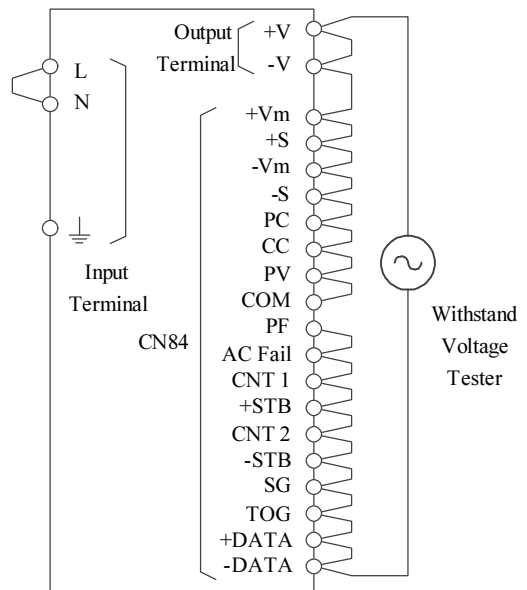 Output
Terminal
+V
-V
L
N
Input
Terminal
CN84
+Vm
+S
-Vm
-S
PC
CC
PV
COM
PF
AC Fail
CNT 1
+STB
CNT 2
-STB
SG
TOG
+DATA
-DATA
Withstand
Voltage
Tester